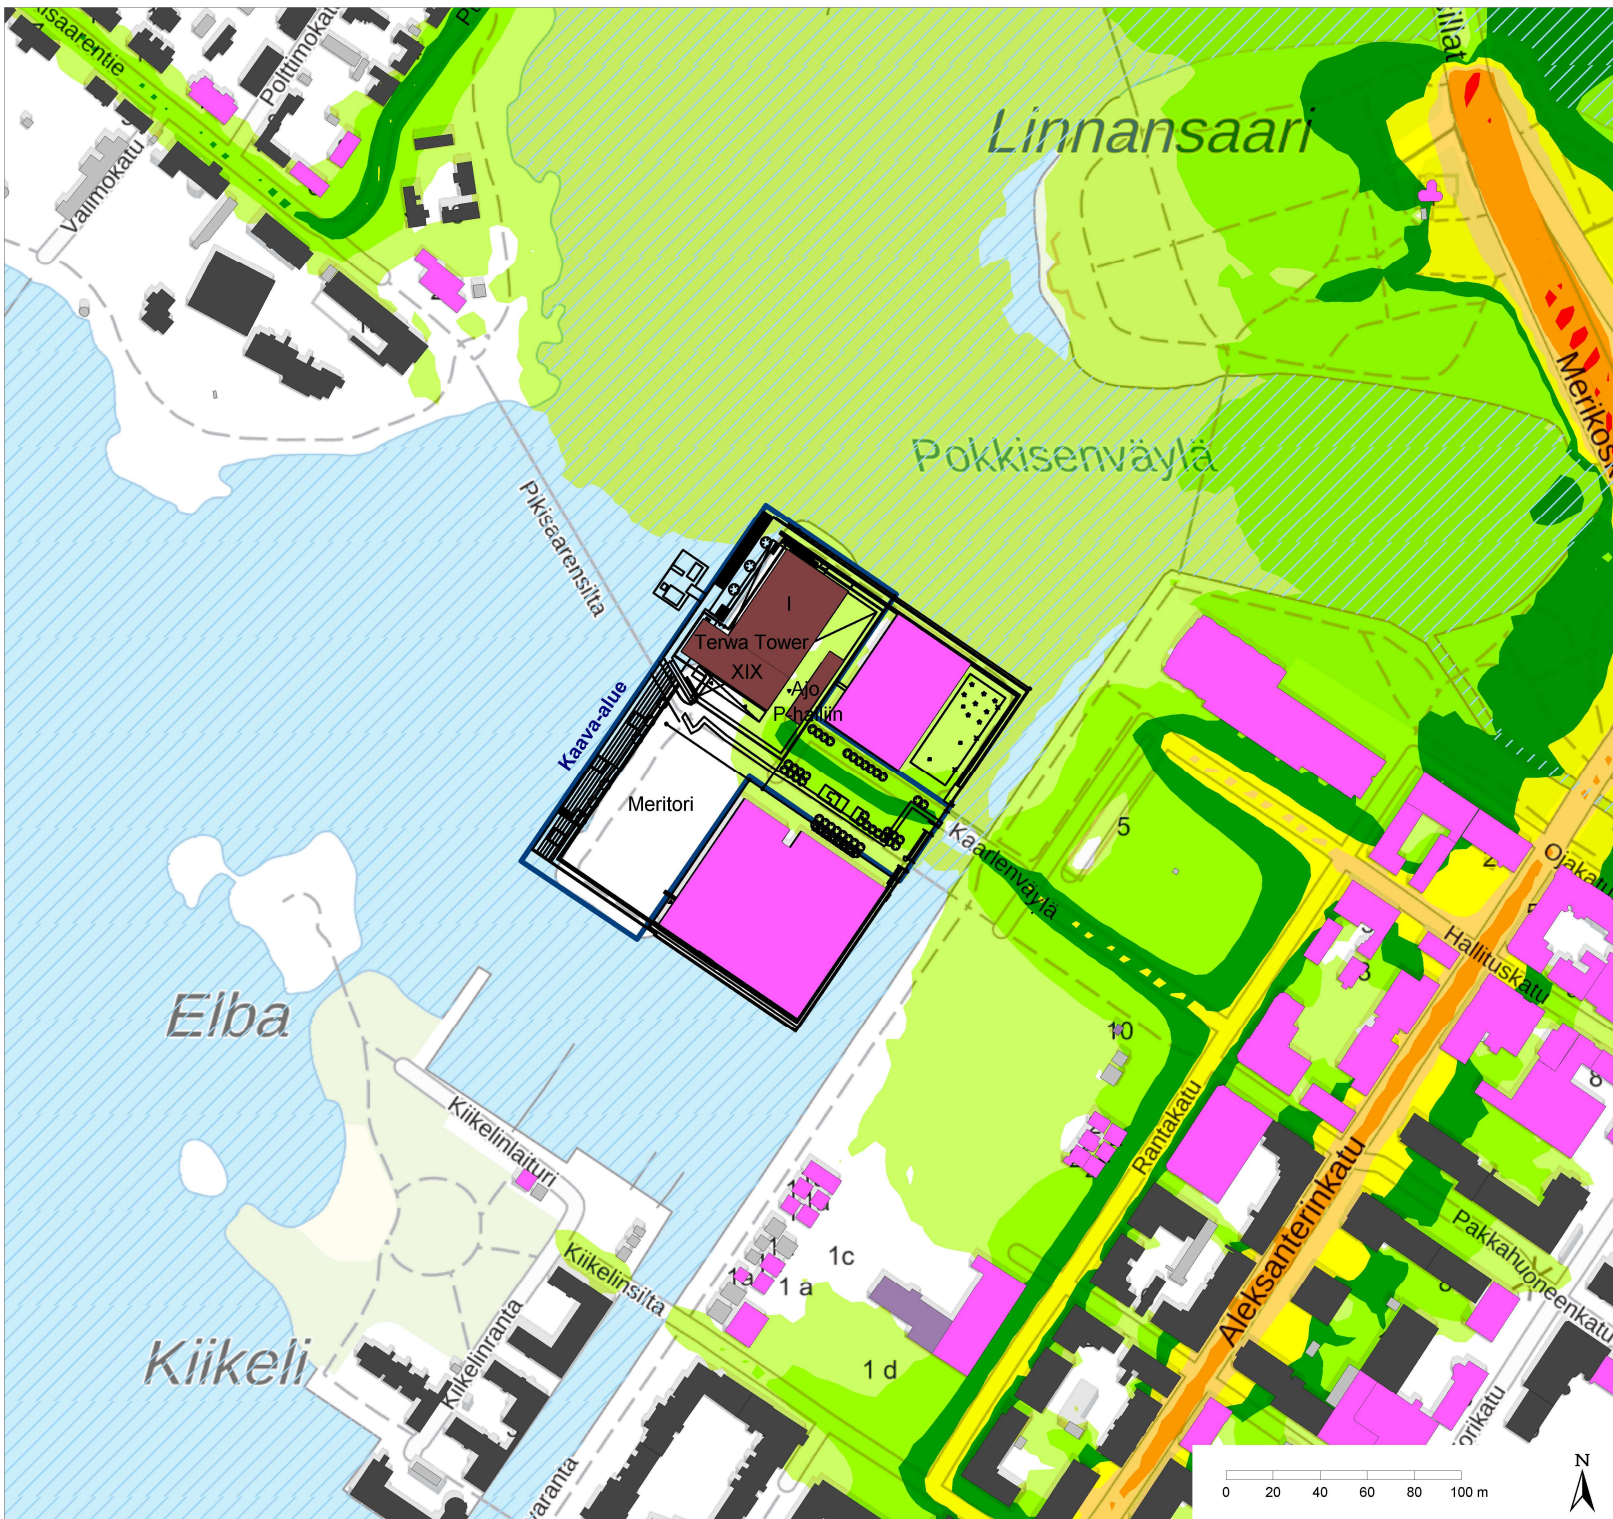 Polttimokatu
Valimokatu
Linnansaari
Pokkisenväylä
Pikisaarensilta
I
Terwa Tower
XIX
Ajo
P-halliin
Kaava-alue
Meritori
5
Kaarlenväylä
Ojakatu
Hallituskatu
Elba
10
Kiikelinlaituri
Rantakatu
Aleksanterinkatu
8
Pakkahuoneenkatu
1c
1 a
Kiikelinsilta
1 d
Kiikelinranta
Kiikeli
N
0 20 40 60 80 100 m